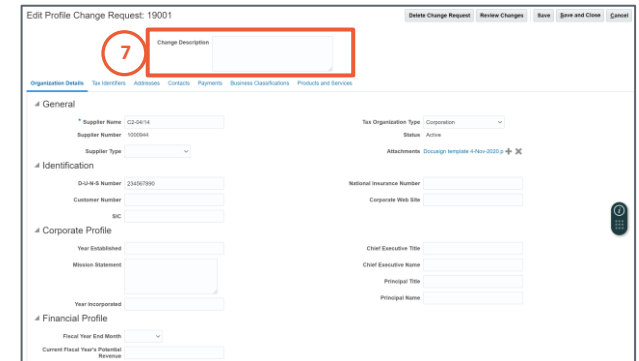 Edit Profile Change Request: 19001 Delete Change Request Review Changes Save Save and Close Cancel
7 Change Description
Organization Details Tax Identifiers Addresses Contacts Payments Business Classifications Products and Services
General
* Supplier Name C2-04/14 Tax Organization Type Corporation
Supplier Number 1000944 Status Active
Supplier Type Attachments Docusign template 4-Nov-2020.p
Identification
D-U-N-S Number 234567890 National Insurance Number
Customer Number Corporate Web Site
SIC
Corporate Profile
Year Established Chief Executive Title
Mission Statement Chief Executive Name
Principal Title
Year Incorporated Principal Name
Financial Profile
Fiscal Year End Month
Current Fiscal Year's Potential
Revenue